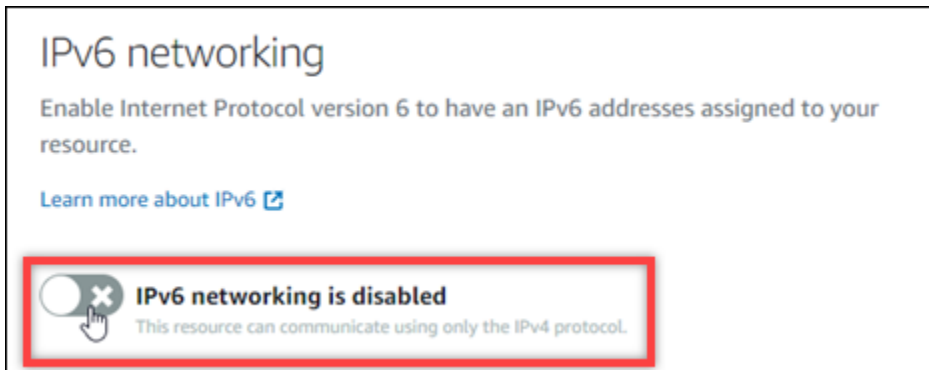 IPv6 networking
Enable Internet Protocol version 6 to have an IPv6 addresses assigned to your
resource.
Learn more about IPv6
IPv6 networking is disabled
This resource can communicate using only the IPv4 protocol.